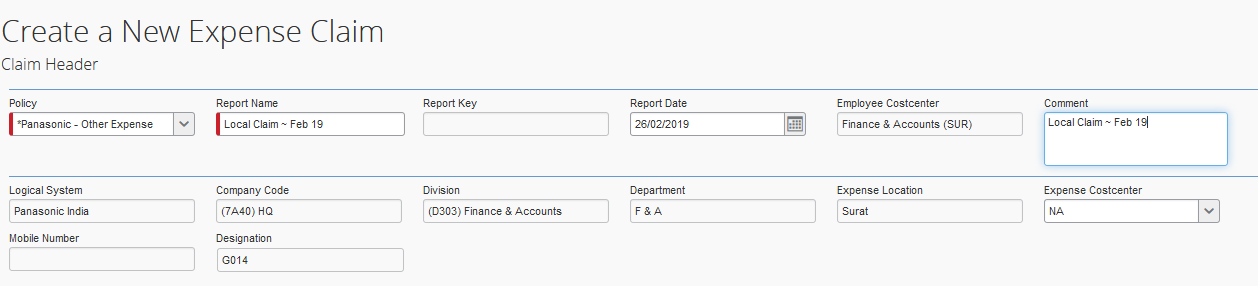 Create a New Expense Claim
Claim Header
Policy Report Name Report Key Report Date Employee Costcenter Comment
*Panasonic - Other Expense Local Claim ~ Feb 19 26/02/2019 Finance & Accounts (SUR) Local Claim ~ Feb 19
Logical System Company Code Division Department Expense Location Expense Costcenter
Panasonic India (7A40) HQ (D303) Finance & Accounts F & A Surat NA
Mobile Number Designation
G014